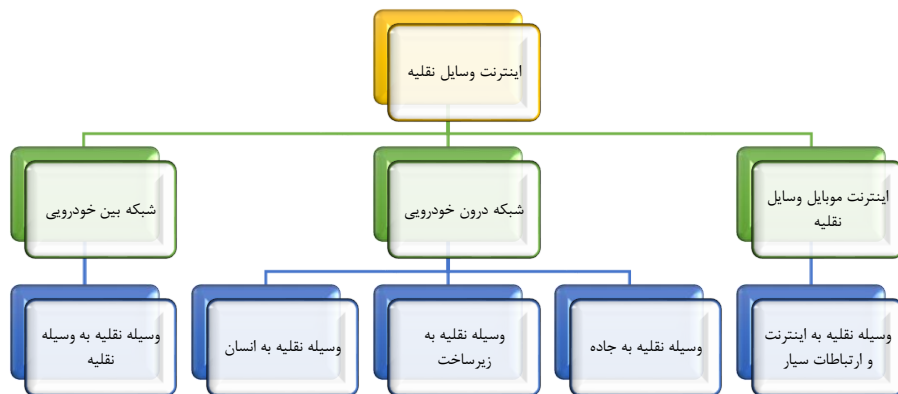 اینترنت وسایل نقلیه
اینترنت موبایل وسایل
نقلیه
شبکه درون خودرویی
شبکه بین خودرویی
وسیله نقلیه به اینترنت
و ارتباطات سیار
وسیله نقلیه به جاده
وسیله نقلیه به
زیرساخت
وسیله نقلیه به انسان
وسیله نقلیه به وسیله
نقلیه